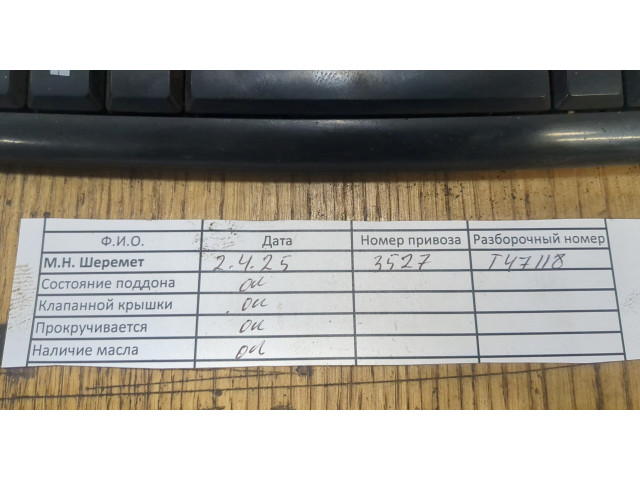 Ф.И.О. Дата Номер привоза Разборочный номер
М.Н. Шеремет 2.4.25 3527 Т47118
Состояние поддона ок
Клапанной крышки ок
Прокручивается ок
Наличие масла ок